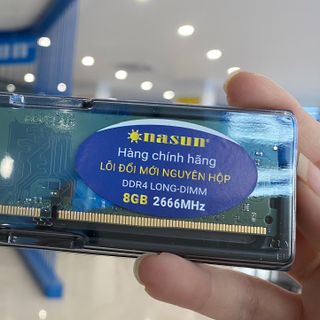 nasun
Hàng chính hãng
LỖI ĐỔI MỚI NGUYÊN HỘP
DDR4 LONG-DIMM
8GB 2666MHz